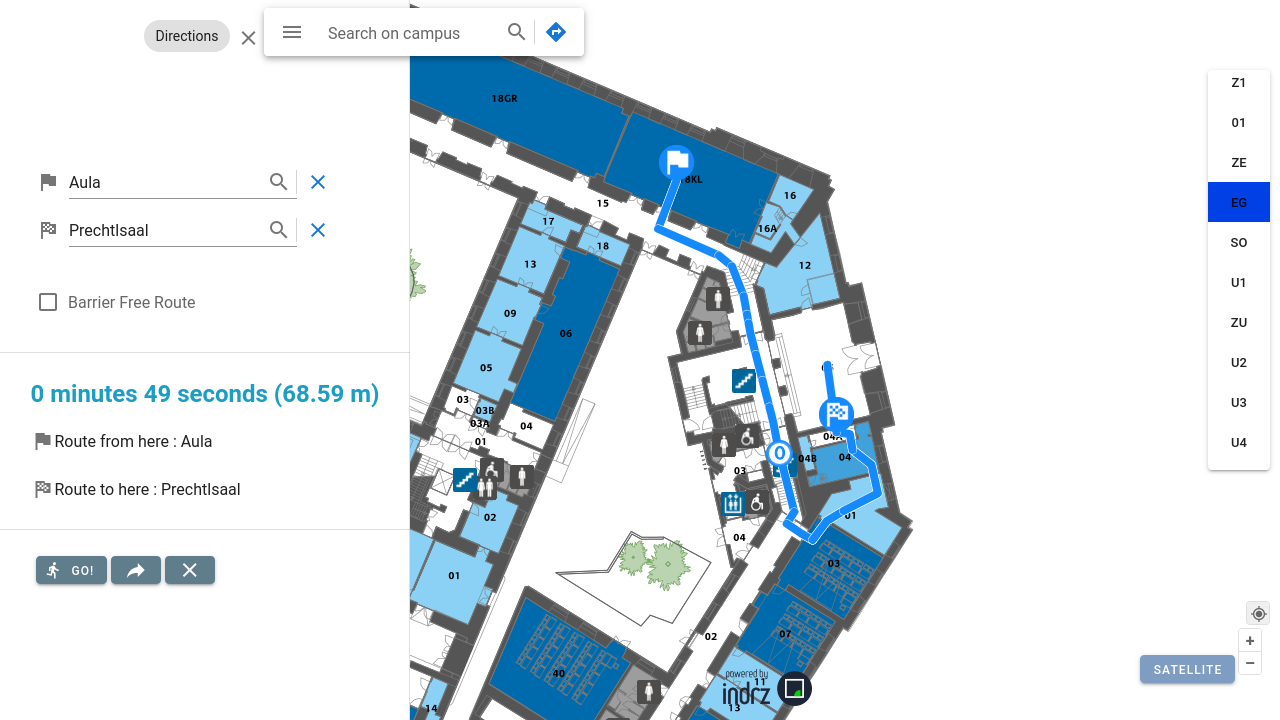 Directions
Search on campus
Aula
PrechtlSaal
Barrier Free Route
0 minutes 49 seconds (68.59 m)
Route from here : Aula
Route to here : PrechtlSaal
GO!
18GR
15
16
16A
17
18
13
12
09
06
05
03
03B
03A
04
01
04B
04
0
03
02
01
04
01
03
07
02
40
11
13
14
powered by
indrz
Z1
01
ZE
EG
SO
U1
ZU
U2
U3
U4
+
−
SATELLITE